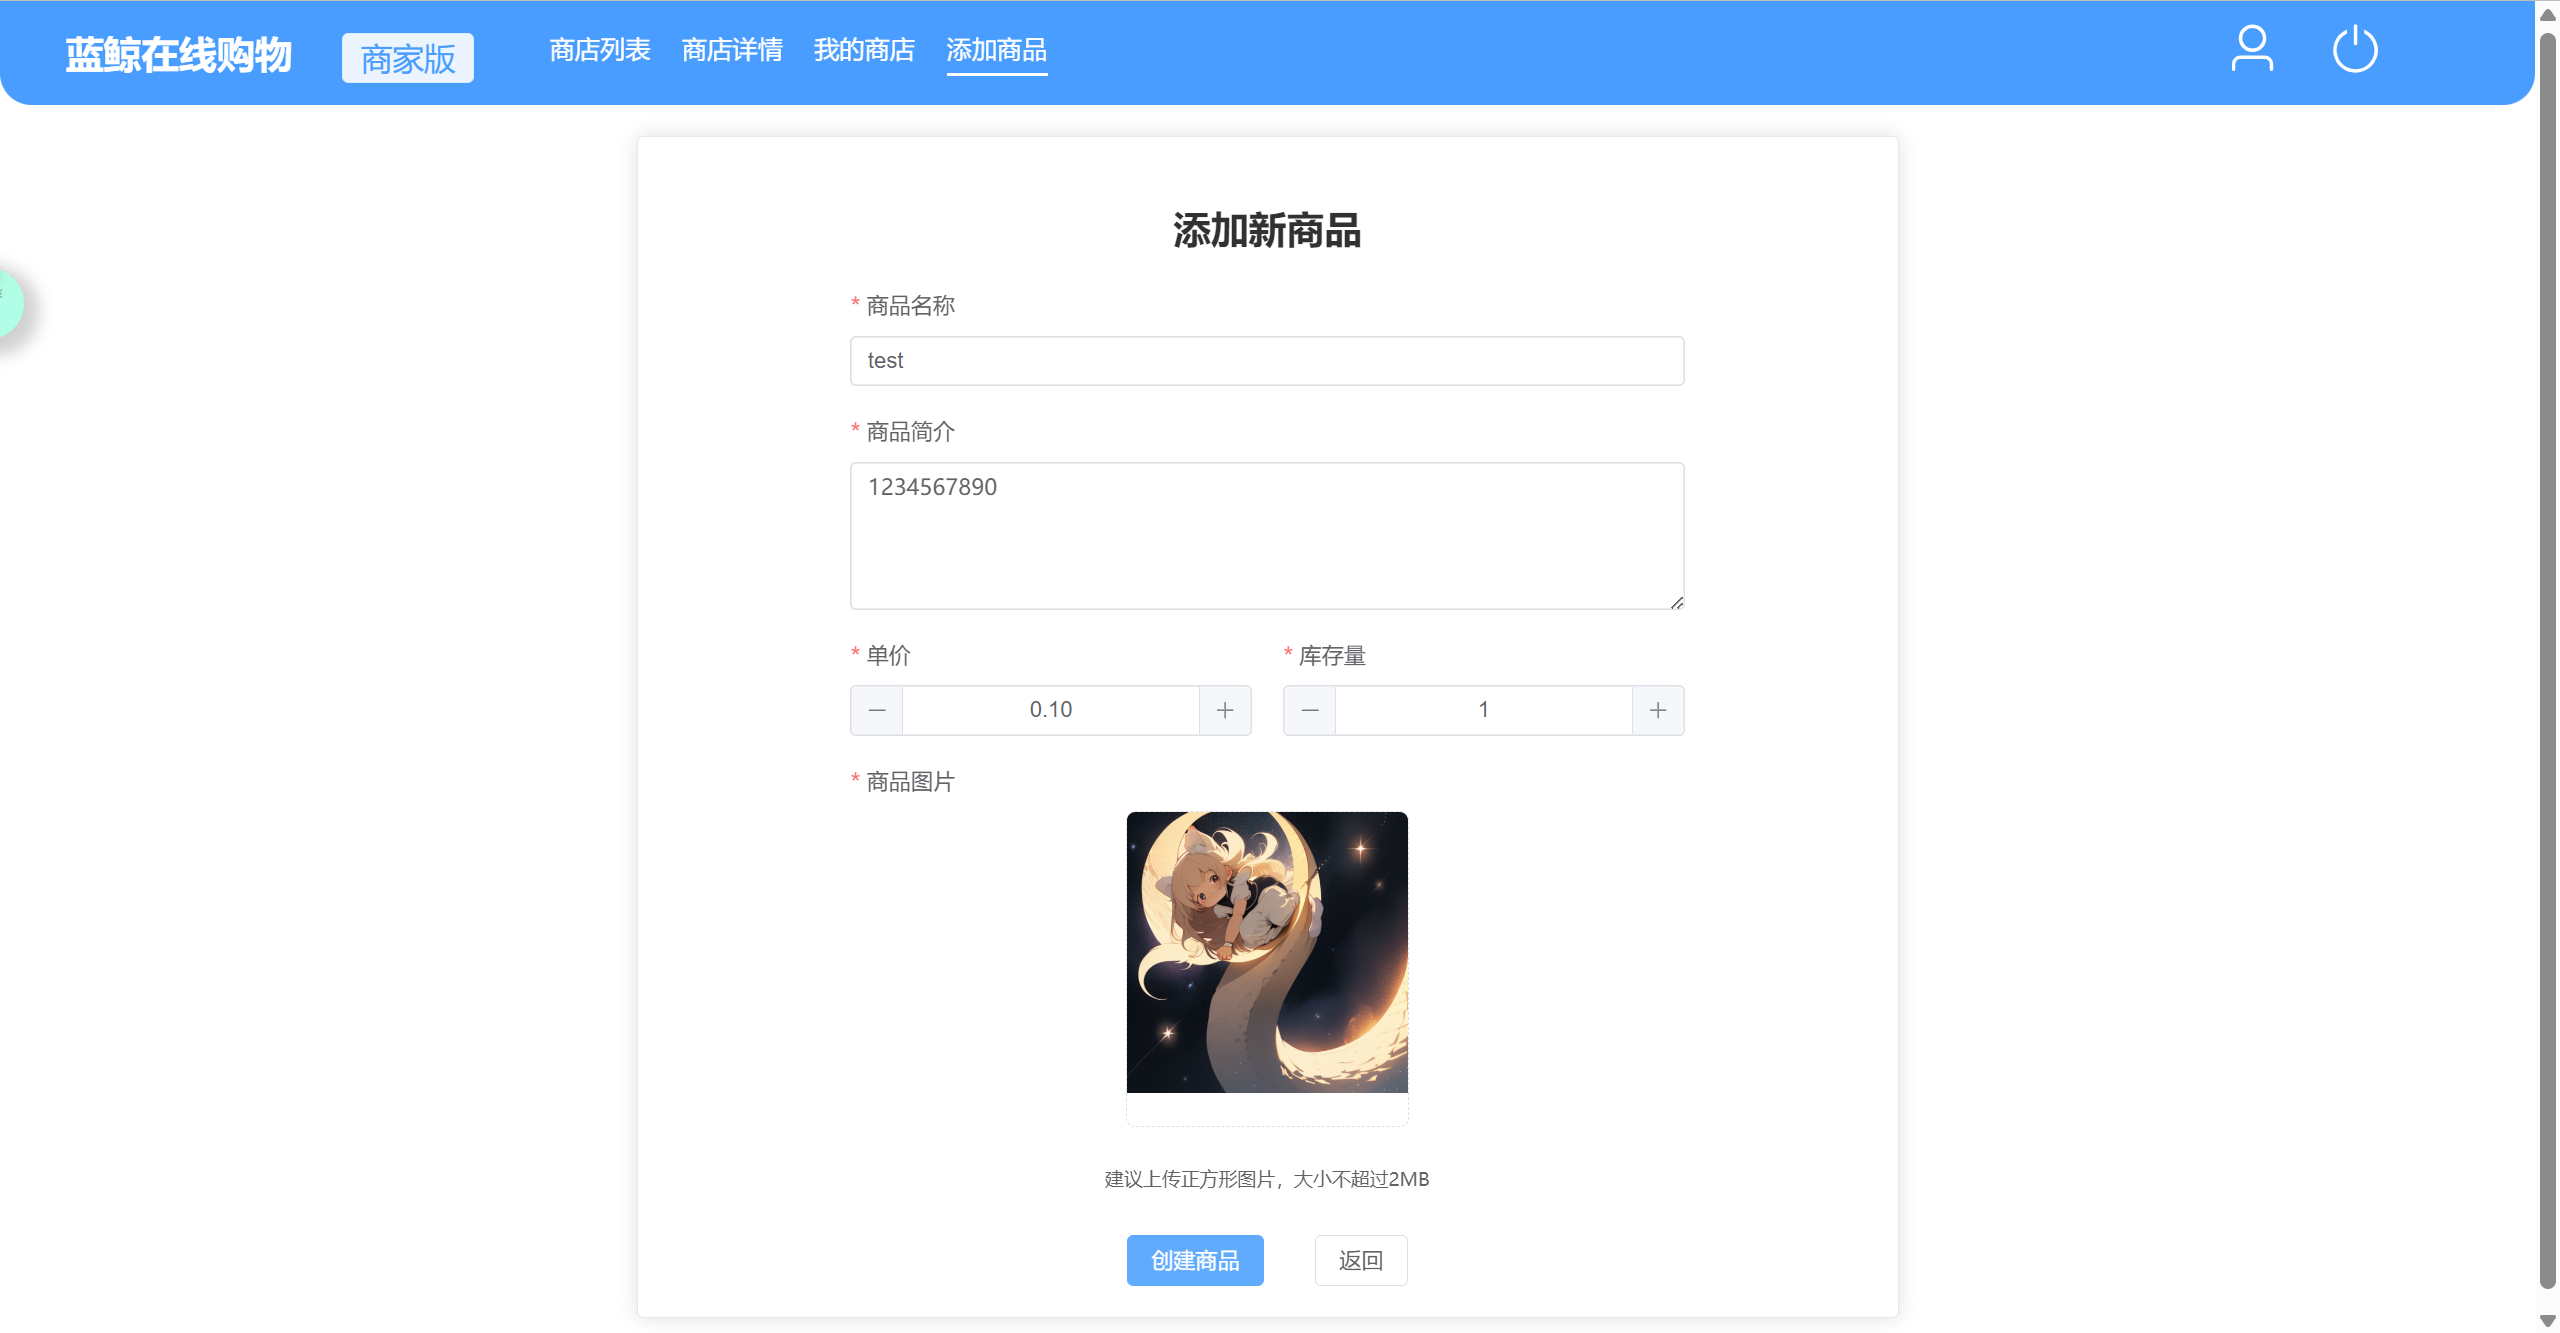 蓝鲸在线购物 商家版 商店列表 商店详情 我的商店 添加商品
添加新商品
* 商品名称
test
* 商品简介
1234567890
* 单价 * 库存量
0.10 1
* 商品图片
建议上传正方形图片，大小不超过2MB
创建商品 返回